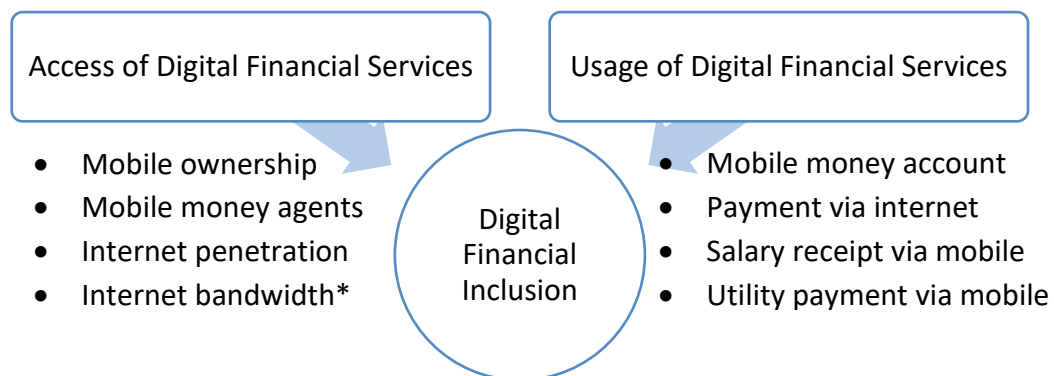 Access of Digital Financial Services
Usage of Digital Financial Services
• Mobile ownership
• Mobile money agents
• Internet penetration
• Internet bandwidth*
Digital
Financial
Inclusion
• Mobile money account
• Payment via internet
• Salary receipt via mobile
• Utility payment via mobile